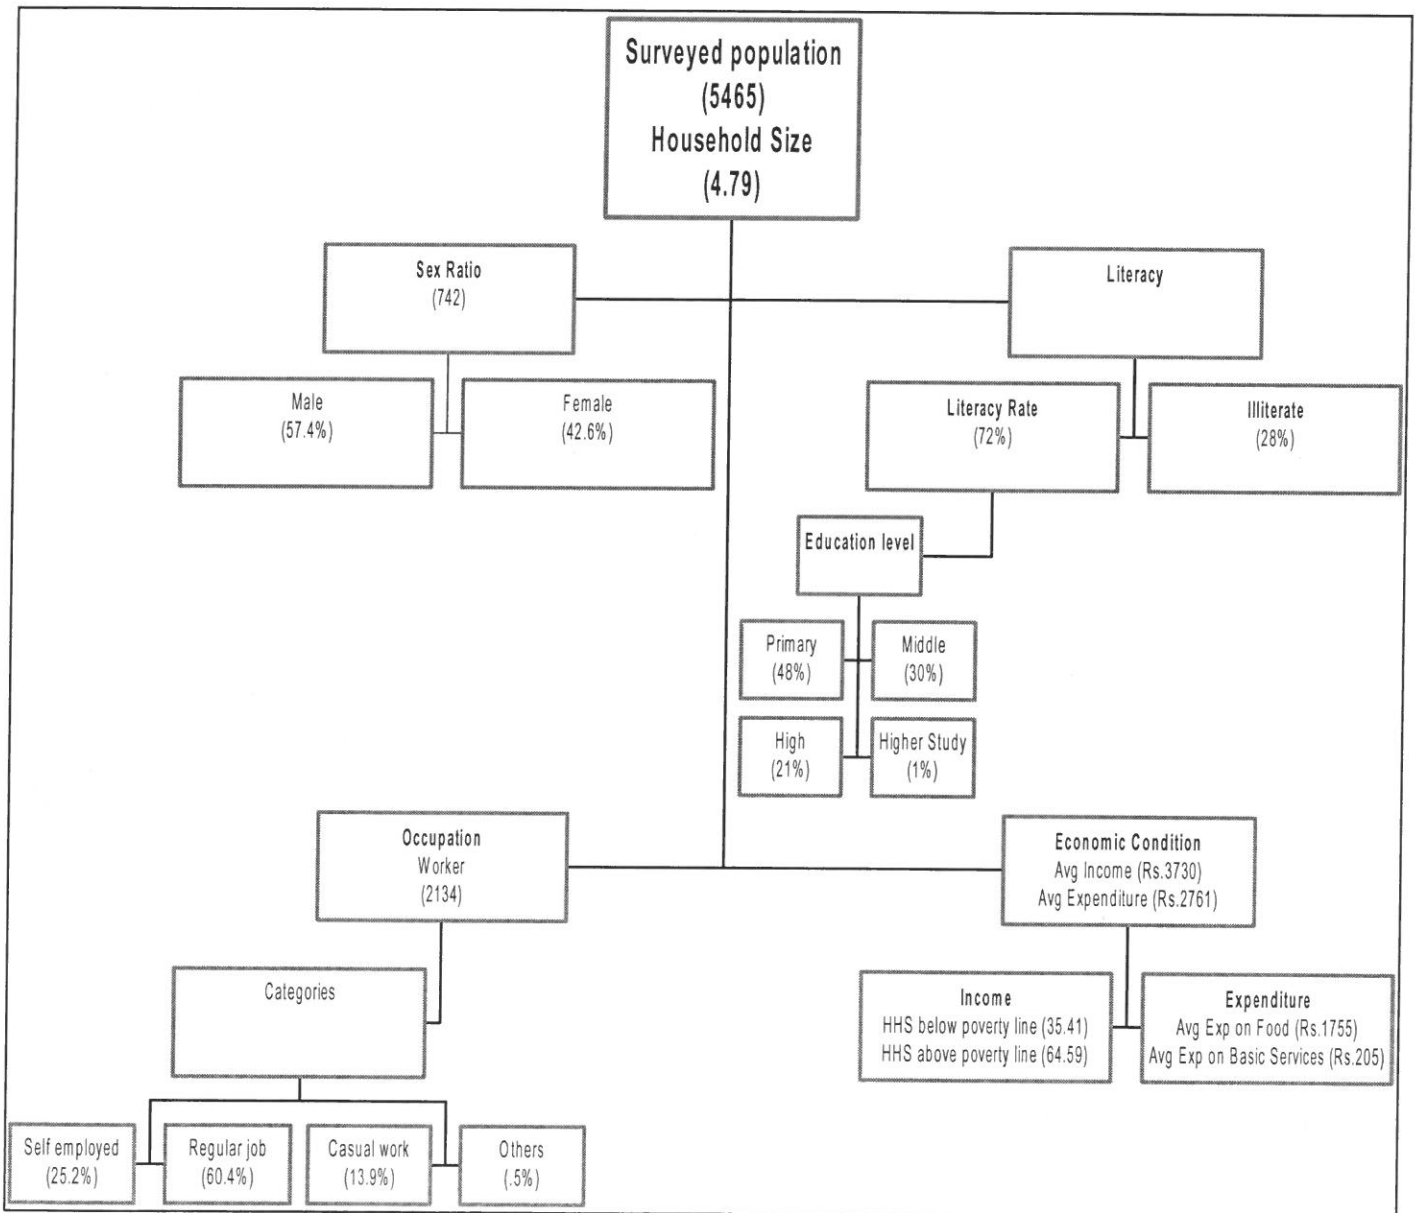 Surveyed population
(5465)
Household Size
(4.79)
Sex Ratio
(742)
Literacy
Male
(57.4%)
Female
(42.6%)
Literacy Rate
(72%)
Illiterate
(28%)
Education level
Primary
(48%)
Middle
(30%)
High
(21%)
Higher Study
(1%)
Occupation
Worker
(2134)
Economic Condition
Avg Income (Rs.3730)
Avg Expenditure (Rs.2761)
Categories
Income
HHS below poverty line (35.41)
HHS above poverty line (64.59)
Expenditure
Avg Exp on Food (Rs.1755)
Avg Exp on Basic Services (Rs.205)
Self employed
(25.2%)
Regular job
(60.4%)
Casual work
(13.9%)
Others
(.5%)